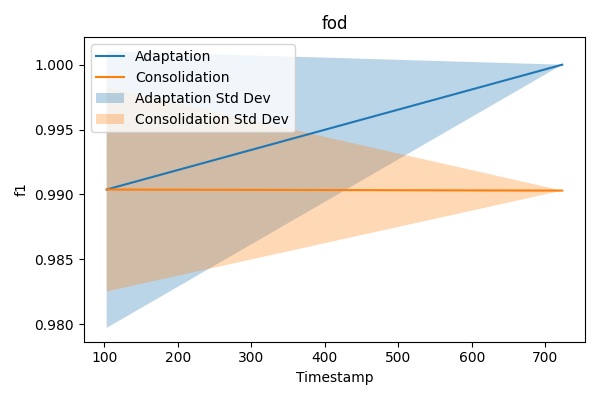 fod
1.000
0.995
0.990
0.985
0.980
f1
Adaptation
Consolidation
Adaptation Std Dev
Consolidation Std Dev
100 200 300 400 500 600 700
Timestamp